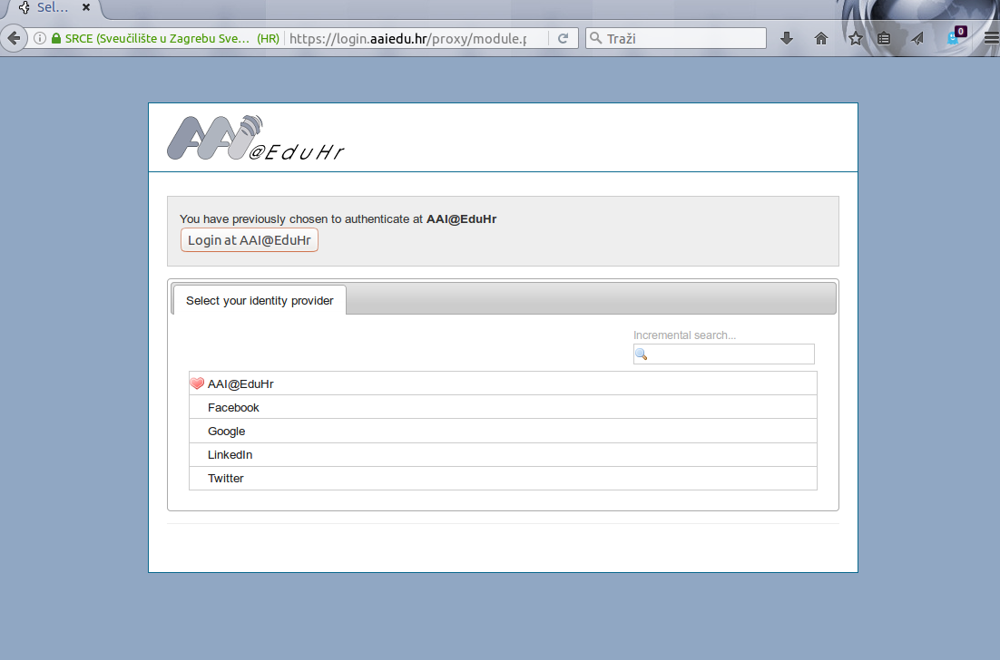 Sel...
SRCE (Sveučilište u Zagrebu Sve... (HR)
https://login.aaiedu.hr/proxy/module.p
Traži
0
AAI@EduHr
You have previously chosen to authenticate at AAI@EduHr
Login at AAI@EduHr
Select your identity provider
Incremental search...
AAI@EduHr
Facebook
Google
LinkedIn
Twitter